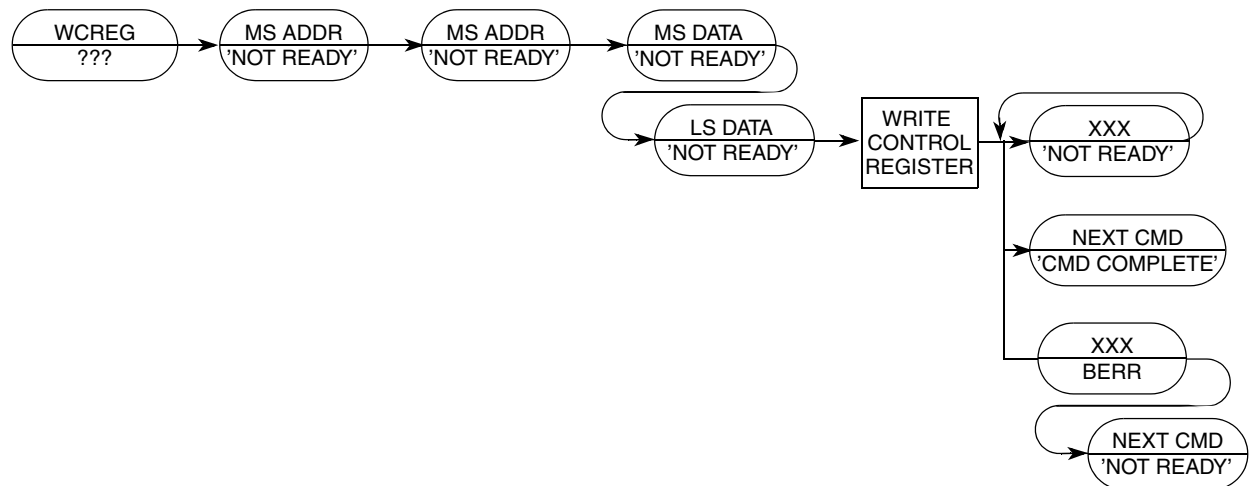 WCREG
???
MS ADDR
'NOT READY'
MS ADDR
'NOT READY'
MS DATA
'NOT READY'
LS DATA
'NOT READY'
WRITE
CONTROL
REGISTER
XXX
'NOT READY'
NEXT CMD
'CMD COMPLETE'
XXX
BERR
NEXT CMD
'NOT READY'